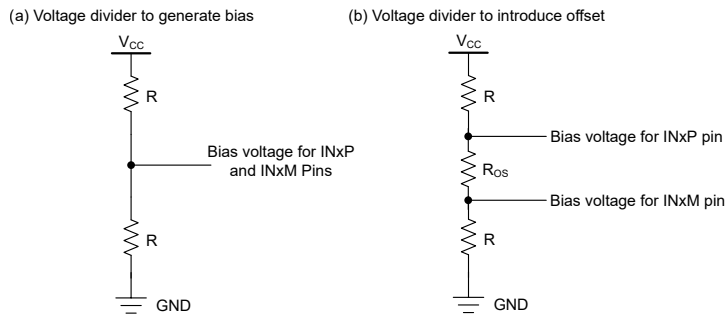 (a) Voltage divider to generate bias
V_CC
R
Bias voltage for INxP
and INxM Pins
R
GND
(b) Voltage divider to introduce offset
V_CC
R
Bias voltage for INxP pin
R_OS
Bias voltage for INxM pin
R
GND